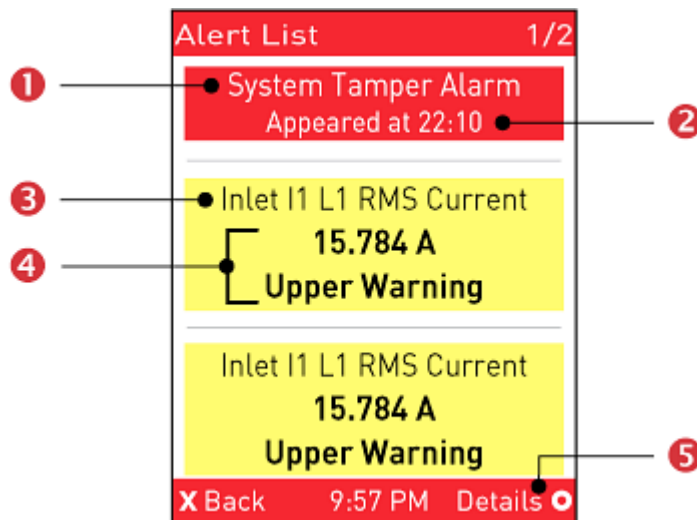 Alert List 1/2
1 System Tamper Alarm
Appeared at 22:10 2
3 Inlet I1 L1 RMS Current
4 15.784 A
Upper Warning
Inlet I1 L1 RMS Current
15.784 A
Upper Warning
5
X Back 9:57 PM Details